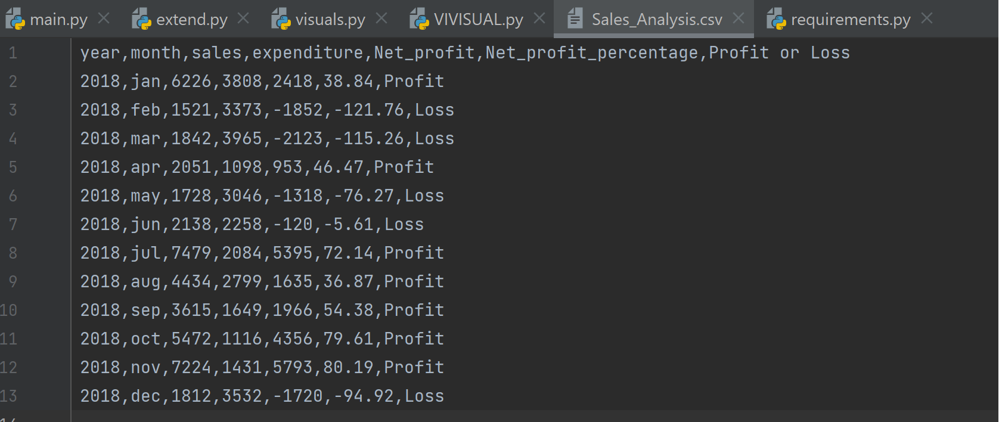 main.py extend.py visuals.py VIVISUAL.py Sales_Analysis.csv requirements.py
1 year,month,sales,expenditure,Net_profit,Net_profit_percentage,Profit or Loss
2 2018,jan,6226,3808,2418,38.84,Profit
3 2018,feb,1521,3373,-1852,-121.76,Loss
4 2018,mar,1842,3965,-2123,-115.26,Loss
5 2018,apr,2051,1098,953,46.47,Profit
6 2018,may,1728,3046,-1318,-76.27,Loss
7 2018,jun,2138,2258,-120,-5.61,Loss
8 2018,jul,7479,2084,5395,72.14,Profit
9 2018,aug,4434,2799,1635,36.87,Profit
10 2018,sep,3615,1649,1966,54.38,Profit
11 2018,oct,5472,1116,4356,79.61,Profit
12 2018,nov,7224,1431,5793,80.19,Profit
13 2018,dec,1812,3532,-1720,-94.92,Loss